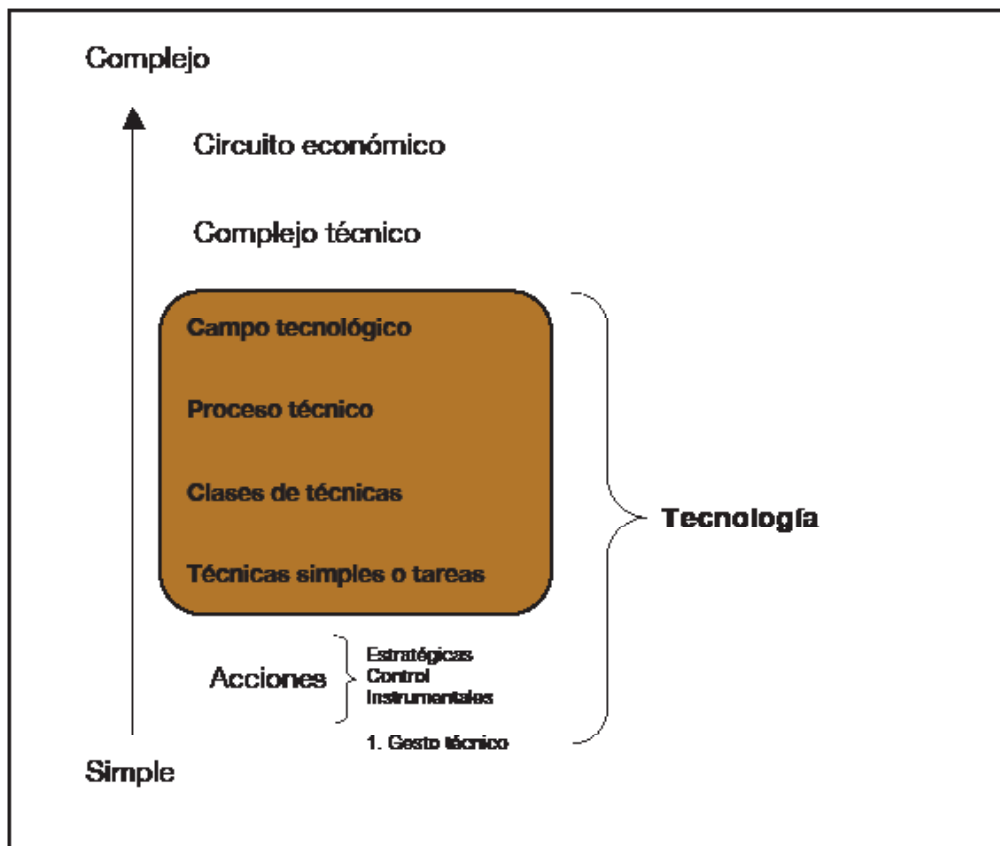 Complejo
Circuito económico
Complejo técnico
Campo tecnológico
Proceso técnico
Clases de técnicas
Tecnología
Técnicas simples o tareas
Acciones
Estratégicas
Control
Instrumentales
1. Gesto técnico
Simple